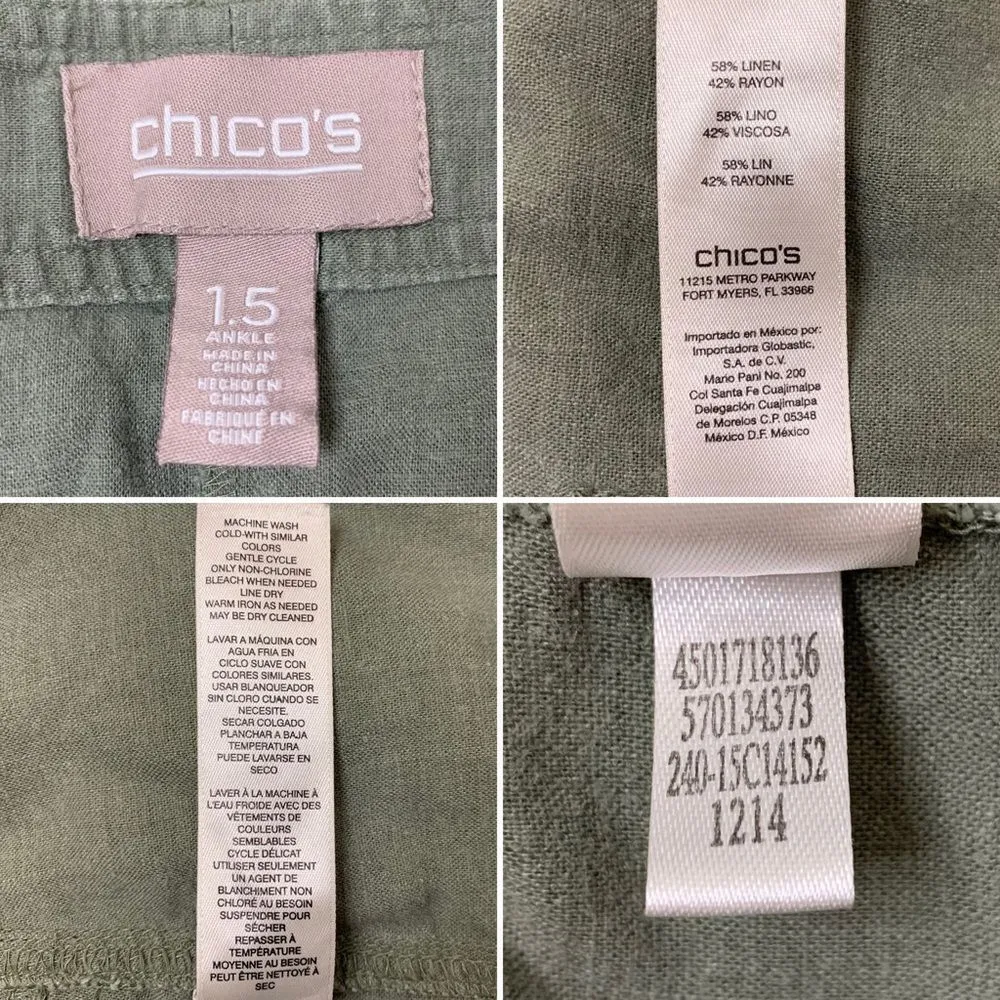 chico's
1.5
ANKLE
MADE IN
CHINA
HECHO EN
CHINA
FABRIQUÉ EN
CHINE
58% LINEN
42% RAYON
58% LINO
42% VISCOSA
58% LIN
42% RAYONNE
chico's
11215 METRO PARKWAY
FORT MYERS, FL 33966
Importado en México por:
Importadora Globastic,
S.A. de C.V.
Mario Pani No. 200
Col Santa Fe Cuajimalpa
Delegación Cuajimalpa
de Morelos C.P. 05348
México D.F. México
MACHINE WASH
COLD-WITH SIMILAR
COLORS
GENTLE CYCLE
ONLY NON-CHLORINE
BLEACH WHEN NEEDED
LINE DRY
WARM IRON AS NEEDED
MAY BE DRY CLEANED
LAVAR A MÁQUINA CON
AGUA FRIA EN
CICLO SUAVE CON
COLORES SIMILARES.
USAR BLANQUEADOR
SIN CLORO CUANDO SE
NECESITE.
SECAR COLGADO
PLANCHAR A BAJA
TEMPERATURA
PUEDE LAVARSE EN
SECO
LAVER À LA MACHINE À
L'EAU FROIDE AVEC DES
VÊTEMENTS DE
COULEURS
SEMBLABLES
CYCLE DÉLICAT
UTILISER SEULEMENT
UN AGENT DE
BLANCHIMENT NON
CHLORÉ AU BESOIN
SUSPENDRE POUR
SÉCHER
REPASSER À
TEMPÉRATURE
MOYENNE AU BESOIN
PEUT ÊTRE NETTOYÉ À
SEC
4501718136
570134373
240-15C14152
1214